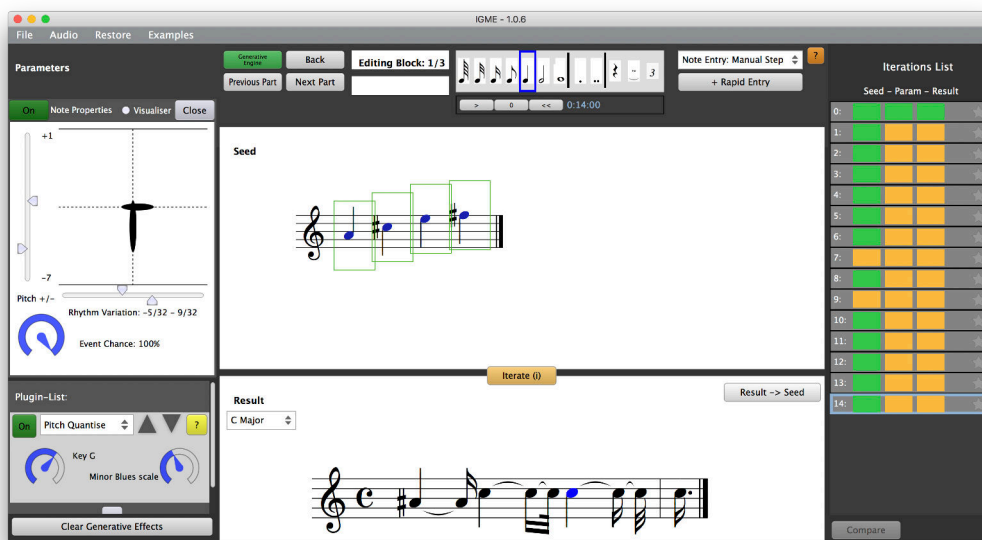 IGME - 1.0.6
File Audio Restore Examples
Parameters
On Note Properties Visualiser Close
+1
-7
Pitch +/-
Rhythm Variation: -5/32 - 9/32
Event Chance: 100%
Plugin-List:
On Pitch Quantise ?
Key G
Minor Blues scale
Clear Generative Effects
Generative Engine
Back
Previous Part
Next Part
Editing Block: 1/3
3
> 0 << 0:14:00
Note Entry: Manual Step ?
+ Rapid Entry
Seed
Iterate (i)
Result
C Major
Result -> Seed
Iterations List
Seed - Param - Result
0:
1:
2:
3:
4:
5:
6:
7:
8:
9:
10:
11:
12:
13:
14:
Compare